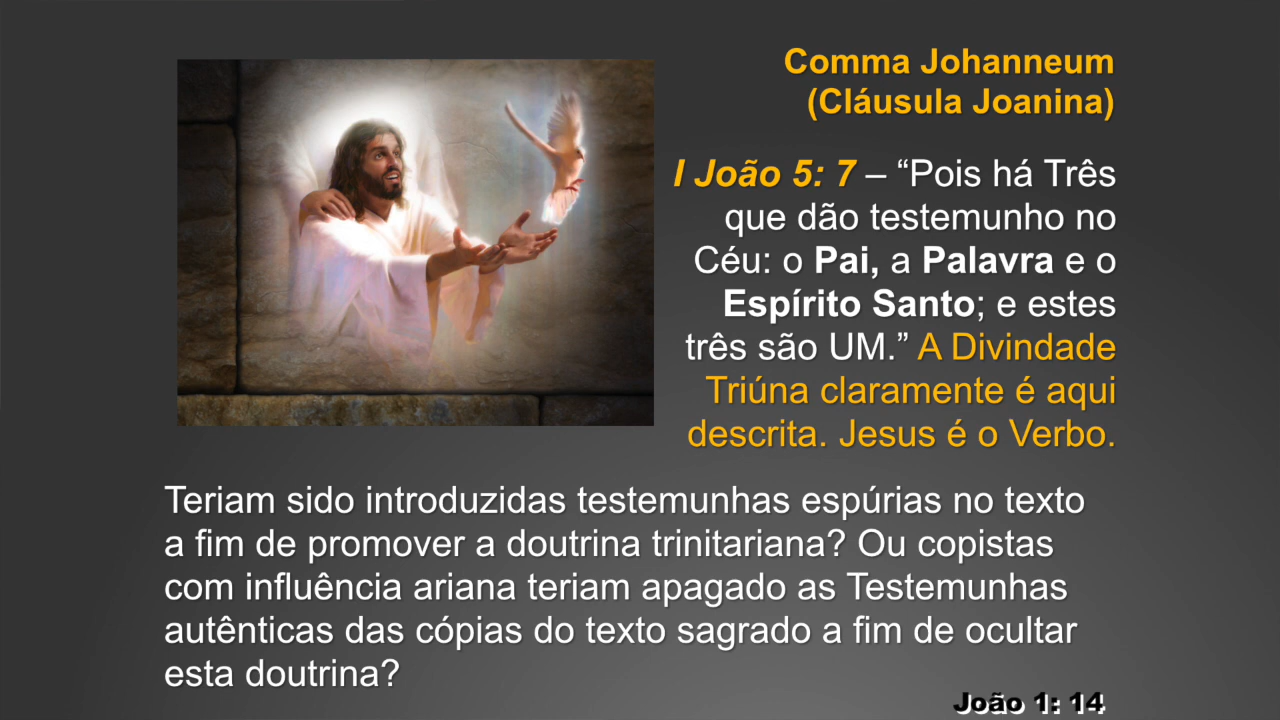 Comma Johanneum
(Cláusula Joanina)
I João 5: 7 – “Pois há Três
que dão testemunho no
Céu: o Pai, a Palavra e o
Espírito Santo; e estes
três são UM.” A Divindade
Triúna claramente é aqui
descrita. Jesus é o Verbo.
Teriam sido introduzidas testemunhas espúrias no texto
a fim de promover a doutrina trinitariana? Ou copistas
com influência ariana teriam apagado as Testemunhas
autênticas das cópias do texto sagrado a fim de ocultar
esta doutrina?
João 1: 14